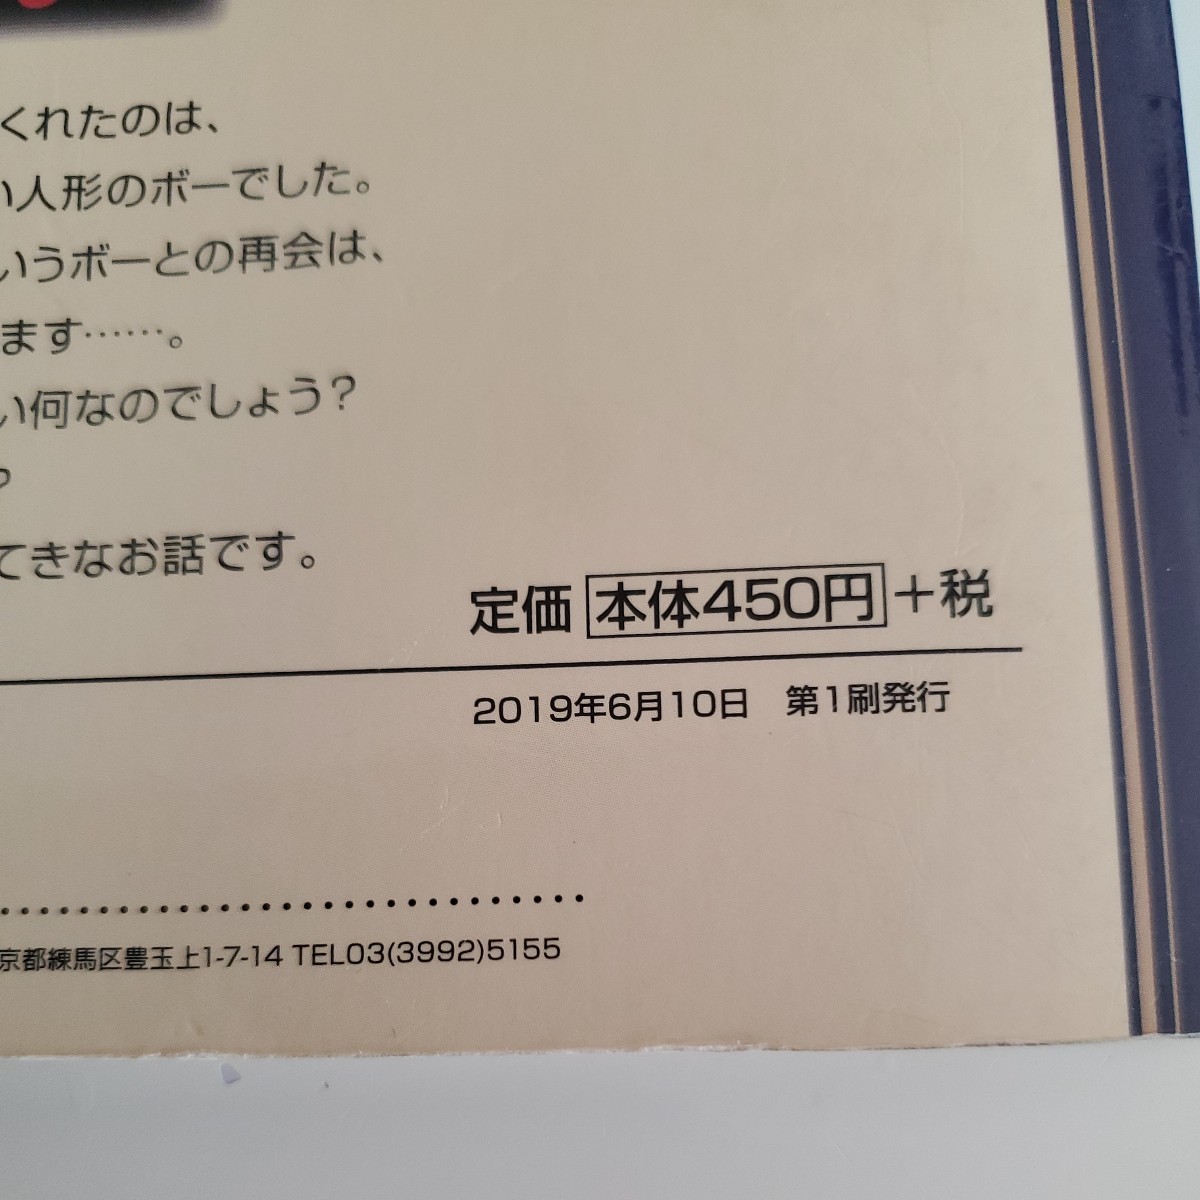 くれたのは、
い人形のボーでした。
いうボーとの再会は、
ます……。
い何なのでしょう?
?
てきなお話です。
定価 本体450円+税
2019年6月10日 第1刷発行
京都練馬区豊玉上1-7-14 TEL03(3992)5155